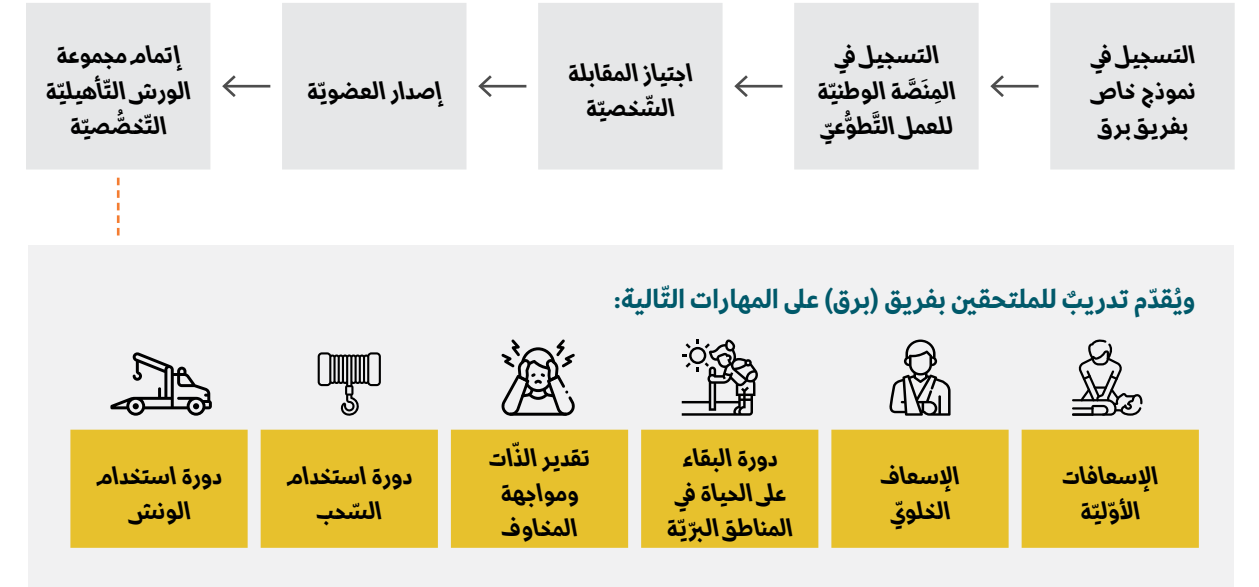 التسجيل في
نموذج خاص
بفريق برق
التسجيل في
المِنَصَّة الوطنيّة
للعمل التَّطوُّعيّ
اجتياز المقابلة
الشّخصيّة
إصدار العضويّة
إتمام مجموعة
الورش التّأهيليّة
التّخصُّصيّة
ويُقدّم تدريبٌ للملتحقين بفريق (برق) على المهارات التّالية:
الإسعافات
الأوّليّة
الإسعاف
الخلويّ
دورة البقاء
على الحياة في
المناطق البرّيّة
تقدير الذّات
ومواجهة
المخاوف
دورة استخدام
السّحب
دورة استخدام
الونش